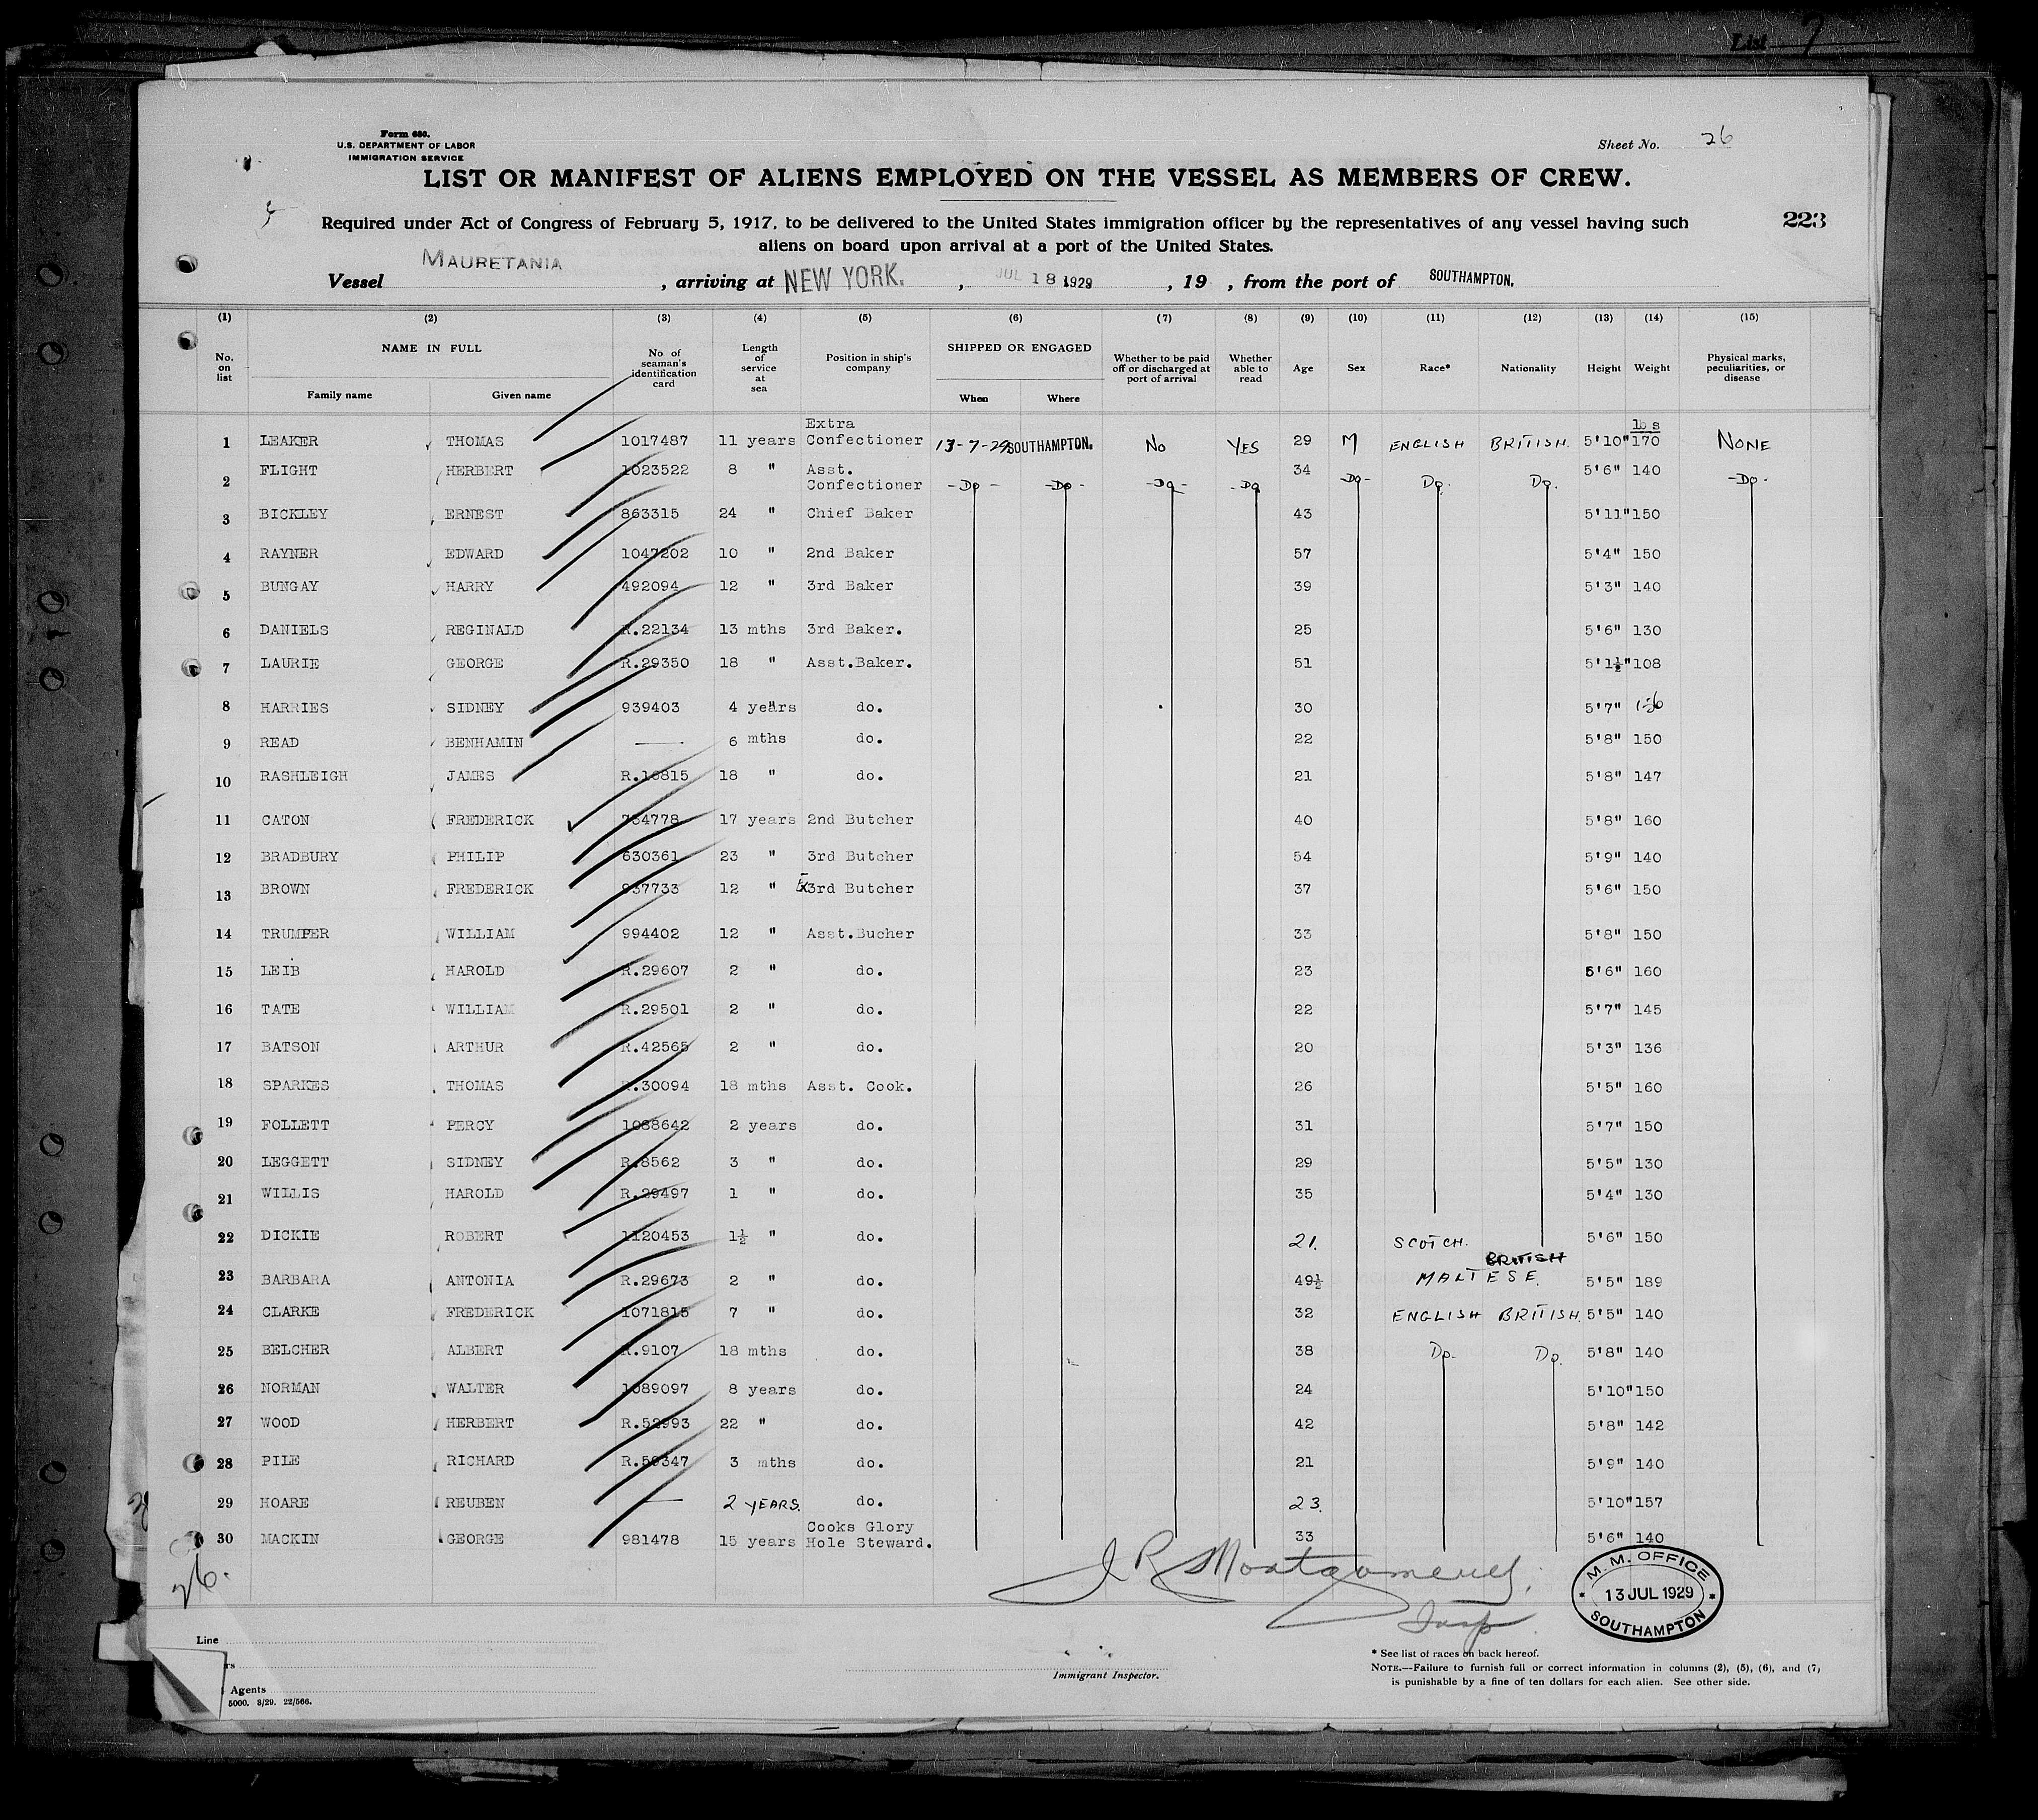 List 7
Form 680.
U.S. DEPARTMENT OF LABOR
IMMIGRATION SERVICE
Sheet No. 26
LIST OR MANIFEST OF ALIENS EMPLOYED ON THE VESSEL AS MEMBERS OF CREW.
Required under Act of Congress of February 5, 1917, to be delivered to the United States immigration officer by the representatives of any vessel having such
aliens on board upon arrival at a port of the United States.
223
Vessel MAURETANIA, arriving at NEW YORK., JUL 18 1929, 19 , from the port of SOUTHAMPTON.
(1) (2) (3) (4) (5) (6) (7) (8) (9) (10) (11) (12) (13) (14) (15)
No. on list NAME IN FULL Family name Given name No. of seaman's identification card Length of service at sea Position in ship's company SHIPPED OR ENGAGED When Where Whether to be paid off or discharged at port of arrival Whether able to read Age Sex Race* Nationality Height Weight Physical marks, peculiarities, or disease
1 LEAKER THOMAS 1017487 11 years Extra Confectioner 13-7-29 SOUTHAMPTON. No YES 29 M ENGLISH BRITISH. 5'10" lbs 170 NONE
2 FLIGHT HERBERT 1023522 8 " Asst. Confectioner -Do- -Do- -Do- -Do 34 -Do- Do. Do. 5'6" 140 -Do-
3 BICKLEY ERNEST 863315 24 " Chief Baker 43 5'11" 150
4 RAYNER EDWARD 1047202 10 " 2nd Baker 57 5'4" 150
5 BUNGAY HARRY 492094 12 " 3rd Baker 39 5'3" 140
6 DANIELS REGINALD R.22134 13 mths 3rd Baker. 25 5'6" 130
7 LAURIE GEORGE R.29350 18 " Asst.Baker. 51 5'1½" 108
8 HARRIES SIDNEY 939403 4 years do. 30 5'7"
9 READ BENHAMIN — 6 mths do. 22 5'8" 150
10 RASHLEIGH JAMES R.16815 18 " do. 21 5'8" 147
11 CATON FREDERICK 734778 17 years 2nd Butcher 40 5'8" 160
12 BRADBURY PHILIP 630361 23 " 3rd Butcher 54 5'9" 140
13 BROWN FREDERICK 937733 12 " Ex 3rd Butcher 37 5'6" 150
14 TRUMPER WILLIAM 994402 12 " Asst.Bucher 33 5'8" 150
15 LEIB HAROLD R.29607 2 " do. 23 5'6" 160
16 TATE WILLIAM R.29501 2 " do. 22 5'7" 145
17 BATSON ARTHUR R.42565 2 " do. 20 5'3" 136
18 SPARKES THOMAS R.30094 18 mths Asst. Cook. 26 5'5" 160
19 FOLLETT PERCY 1088642 2 years do. 31 5'7" 150
20 LEGGETT SIDNEY R.8562 3 " do. 29 5'5" 130
21 WILLIS HAROLD R.29497 1 " do. 35 5'4" 130
22 DICKIE ROBERT 1120453 1½ " do. 21. SCOTCH. 5'6" 150
23 BARBARA ANTONIA R.29673 2 " do. 49½ MALTESE. BRITISH 5'5" 189
24 CLARKE FREDERICK 1071815 7 " do. 32 ENGLISH BRITISH. 5'5" 140
25 BELCHER ALBERT R.9107 18 mths do. 38 Do. Do. 5'8" 140
26 NORMAN WALTER 1089097 8 years do. 24 5'10" 150
27 WOOD HERBERT R.52993 22 " do. 42 5'8" 142
28 PILE RICHARD R.59347 3 mths do. 21 5'9" 140
29 HOARE REUBEN — 2 YEARS. do. 23. 5'10" 157
30 MACKIN GEORGE 981478 15 years Cooks Glory Hole Steward. 33 5'6" 140
26.
J R Montgomery,
Insp
M. M. OFFICE
13 JUL 1929
SOUTHAMPTON
Line
rs
Agents
5000. 3/29. 22/566.
Immigrant Inspector.
* See list of races on back hereof.
NOTE.—Failure to furnish full or correct information in columns (2), (5), (6), and (7),
is punishable by a fine of ten dollars for each alien. See other side.